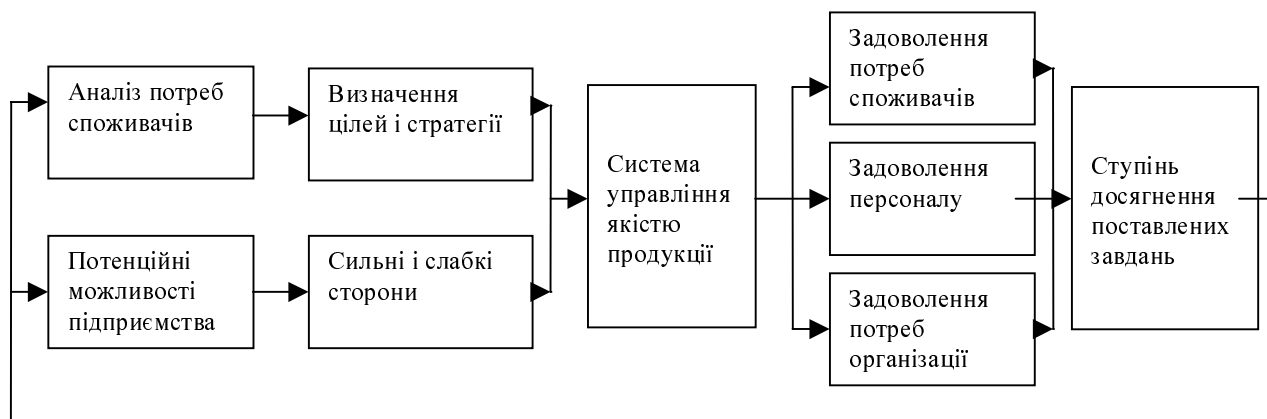 Аналіз потреб
споживачів
Визначення
цілей і стратегії
Потенційні
можливості
підприємства
Сильні і слабкі
сторони
Система
управління
якістю
продукції
Задоволення
потреб
споживачів
Задоволення
персоналу
Задоволення
потреб
організації
Ступінь
досягнення
поставлених
завдань